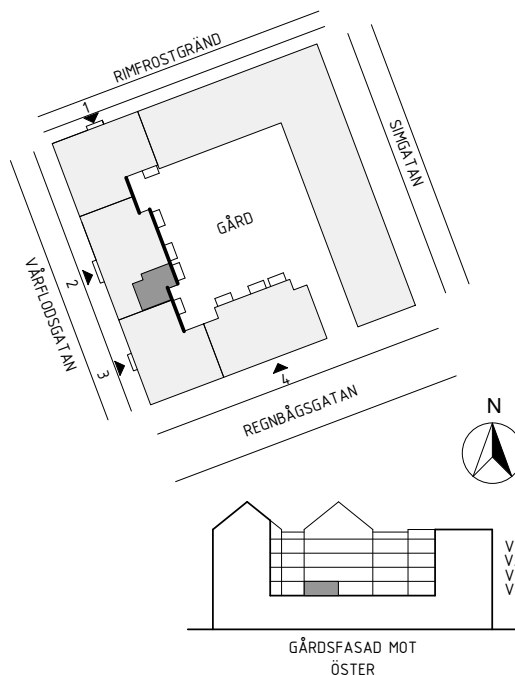 RIMFROSTGRÄND
1
SIMGATAN
GÅRD
VÅRFLODSGATAN
2
3
4
REGNBÅGSGATAN
N
V
V
V
V
GÅRDSFASAD MOT
ÖSTER